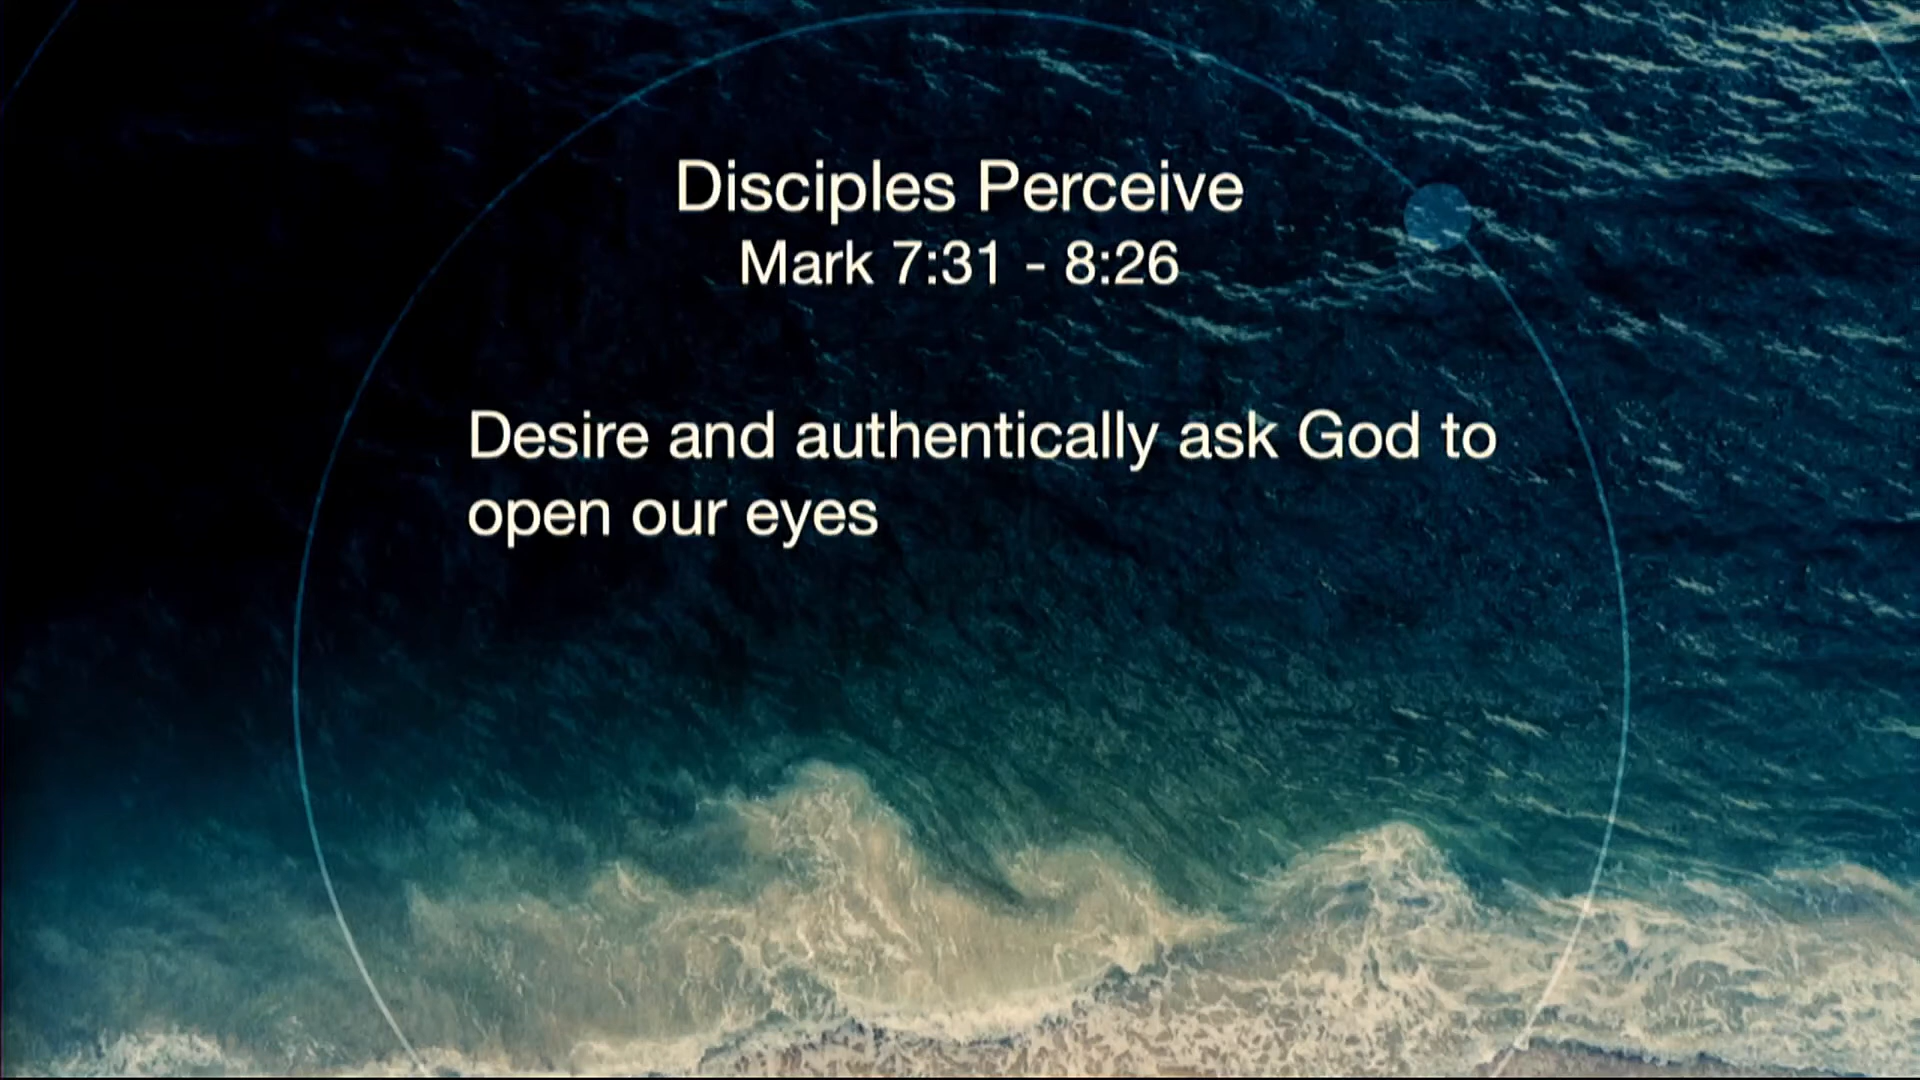 Disciples Perceive
Mark 7:31 - 8:26
Desire and authentically ask God to
open our eyes